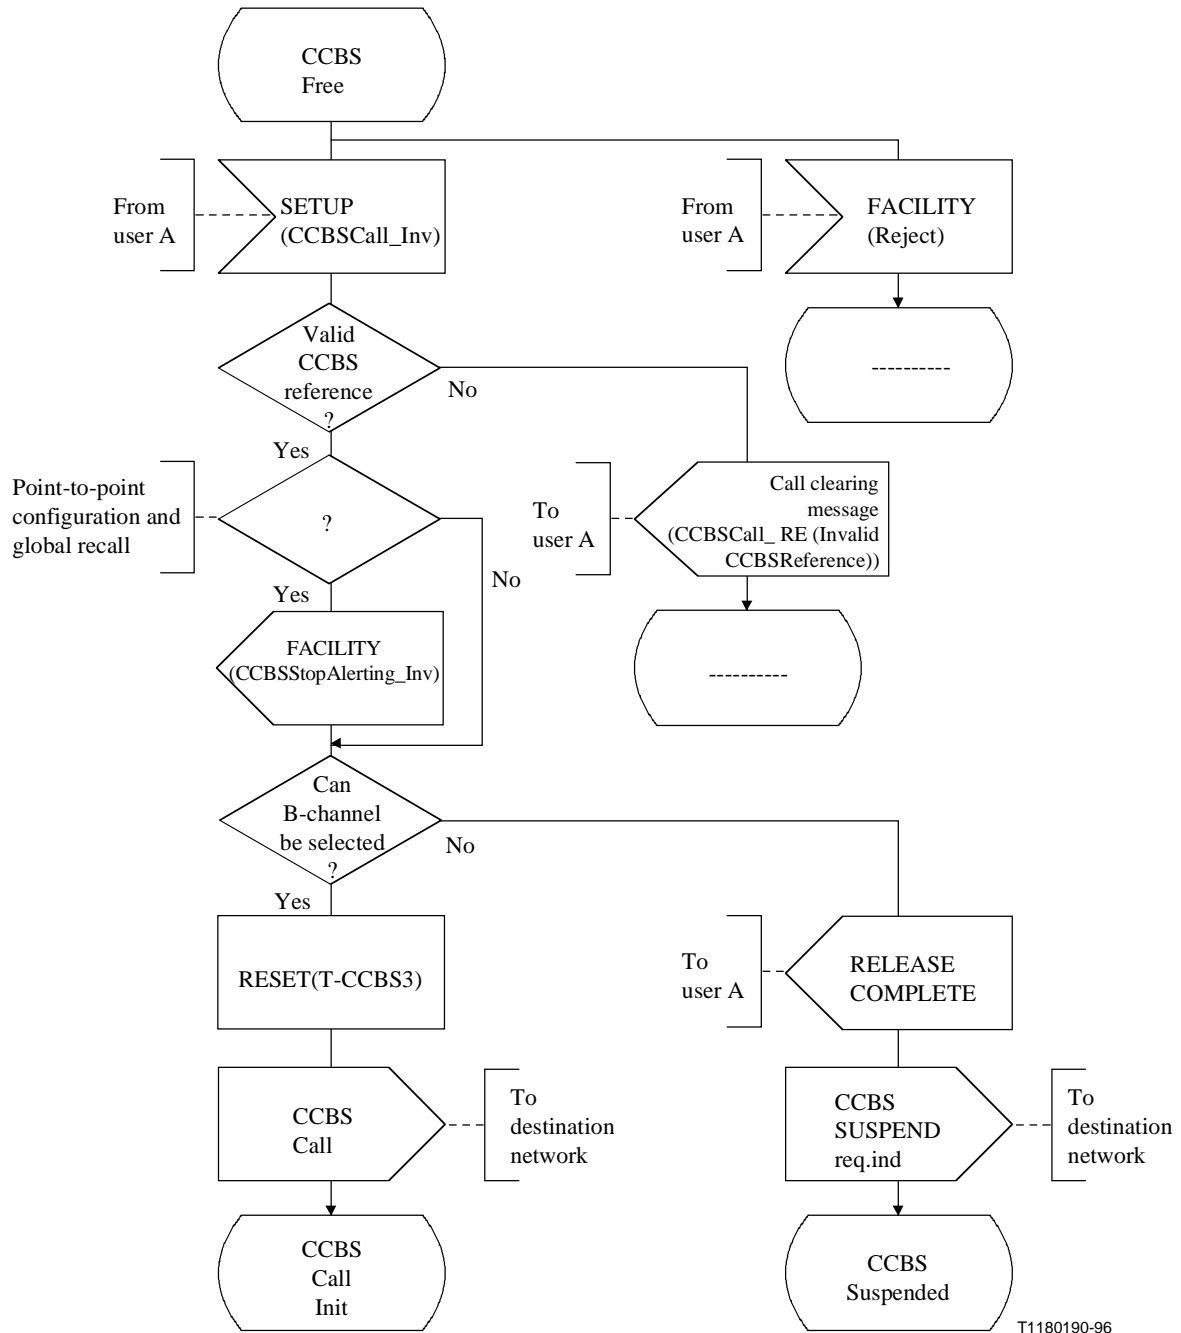 CCBS
Free
From
user A
SETUP
(CCBSCall_Inv)
From
user A
FACILITY
(Reject)
----------
Valid
CCBS
reference
?
No
Yes
Point-to-point
configuration and
global recall
?
No
Yes
To
user A
Call clearing
message
(CCBSCall_ RE (Invalid
CCBSReference))
----------
FACILITY
(CCBSStopAlerting_Inv)
Can
B-channel
be selected
?
No
Yes
RESET(T-CCBS3)
To
user A
RELEASE
COMPLETE
CCBS
Call
To
destination
network
CCBS
SUSPEND
req.ind
To
destination
network
CCBS
Call
Init
CCBS
Suspended
T1180190-96